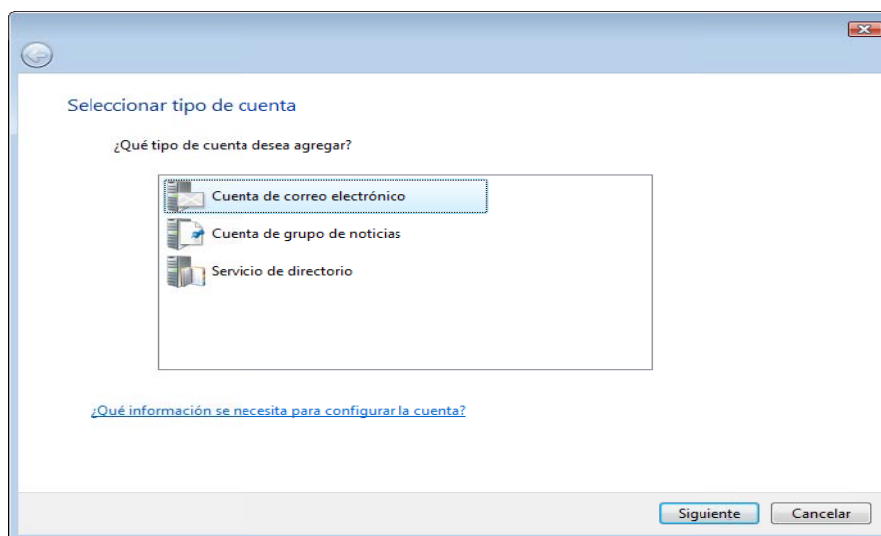 Seleccionar tipo de cuenta
¿Qué tipo de cuenta desea agregar?
Cuenta de correo electrónico
Cuenta de grupo de noticias
Servicio de directorio
¿Qué información se necesita para configurar la cuenta?
Siguiente Cancelar